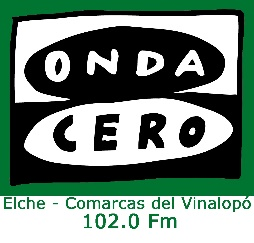 ONDA
CERO
Elche - Comarcas del Vinalopó
102.0 Fm